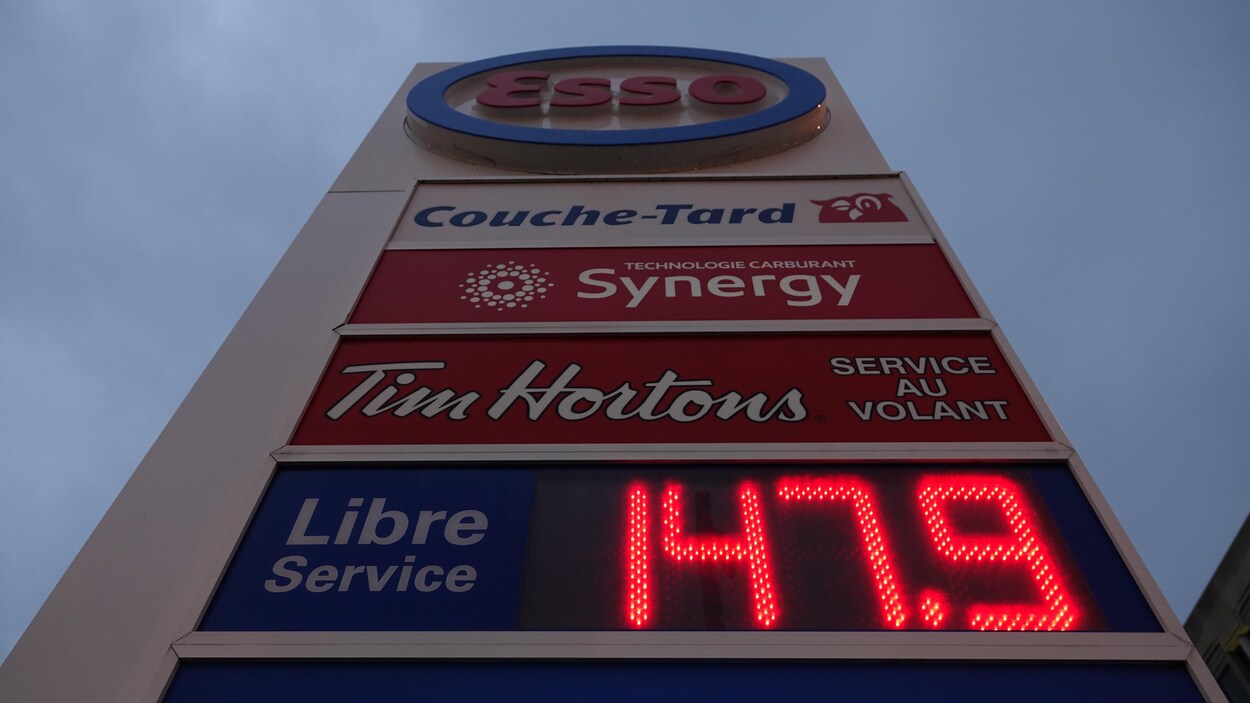 Esso
Couche-Tard
TECHNOLOGIE CARBURANT
Synergy
Tim Hortons
SERVICE
AU
VOLANT
Libre
Service
147.9